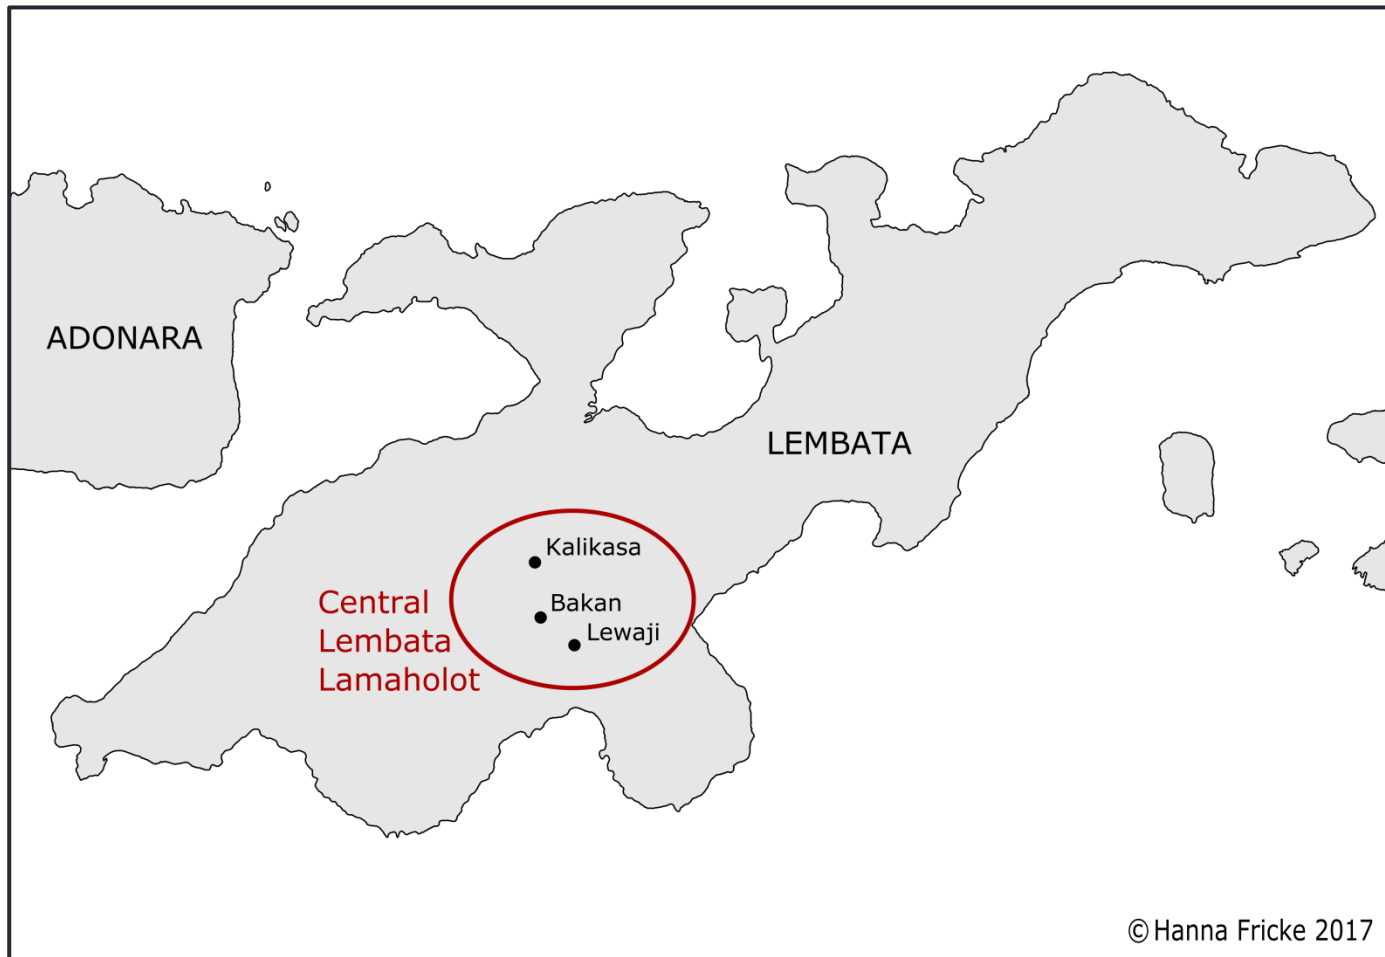 ADONARA
LEMBATA
Kalikasa
Bakan
Lewaji
Central
Lembata
Lamaholot
© Hanna Fricke 2017